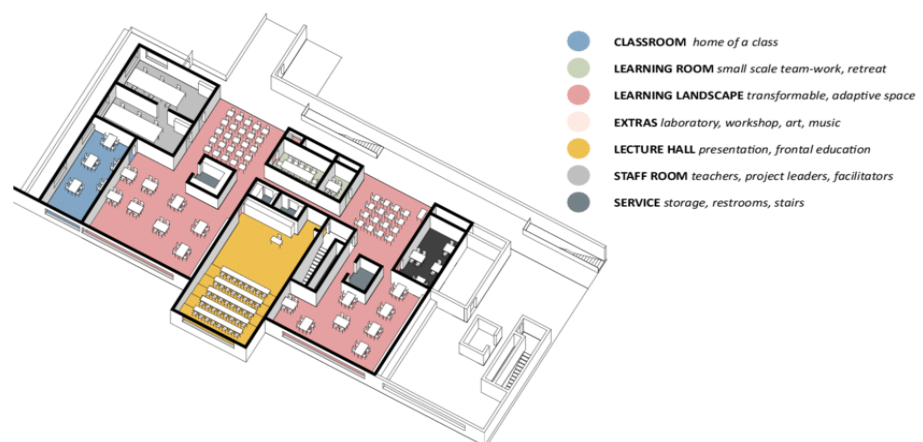 CLASSROOM home of a class
LEARNING ROOM small scale team-work, retreat
LEARNING LANDSCAPE transformable, adaptive space
EXTRAS laboratory, workshop, art, music
LECTURE HALL presentation, frontal education
STAFF ROOM teachers, project leaders, facilitators
SERVICE storage, restrooms, stairs